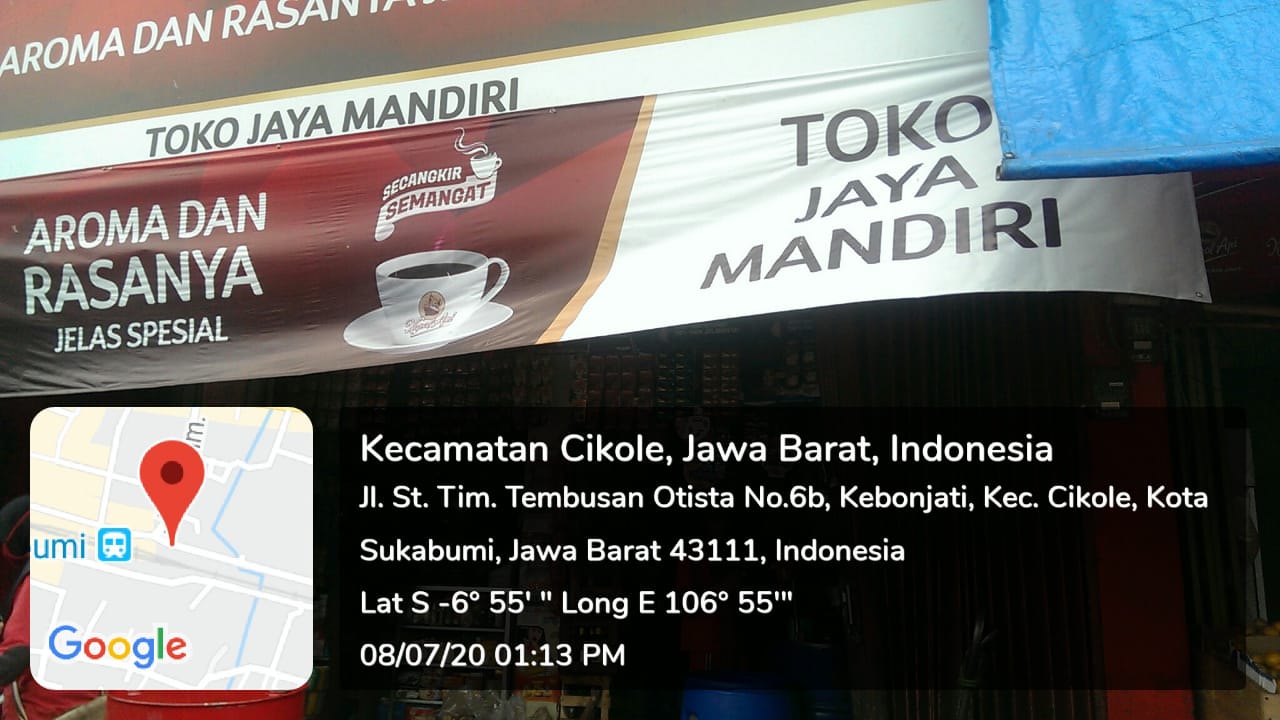 AROMA DAN RASANYA
TOKO JAYA MANDIRI
SECANGKIR
SEMANGAT
AROMA DAN
RASANYA
JELAS SPESIAL
TOKO
JAYA
MANDIRI
Kecamatan Cikole, Jawa Barat, Indonesia
Jl. St. Tim. Tembusan Otista No.6b, Kebonjati, Kec. Cikole, Kota
Sukabumi, Jawa Barat 43111, Indonesia
Lat S -6° 55' " Long E 106° 55'"
08/07/20 01:13 PM
m.
umi
Google